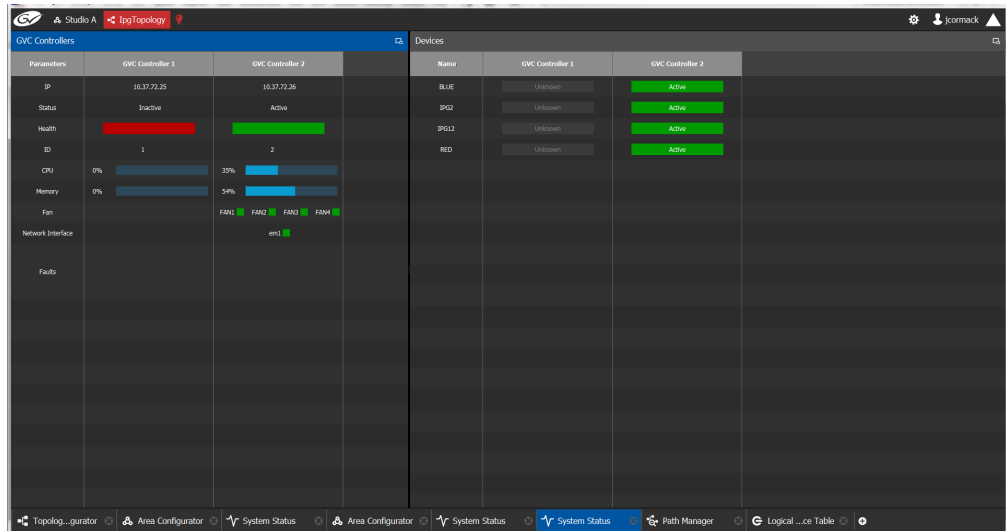 GV Studio A IpgTopology jcormack
GVC Controllers
Parameters GVC Controller 1 GVC Controller 2
IP 10.37.72.25 10.37.72.26
Status Inactive Active
Health
ID 1 2
CPU 0% 35%
Memory 0% 54%
Fan FAN1 FAN2 FAN3 FAN4
Network Interface em1
Faults
Devices
Name GVC Controller 1 GVC Controller 2
BLUE Unknown Active
IPG2 Unknown Active
IPG12 Unknown Active
RED Unknown Active
Topolog...gurator Area Configurator System Status Area Configurator System Status System Status Path Manager Logical ...ce Table